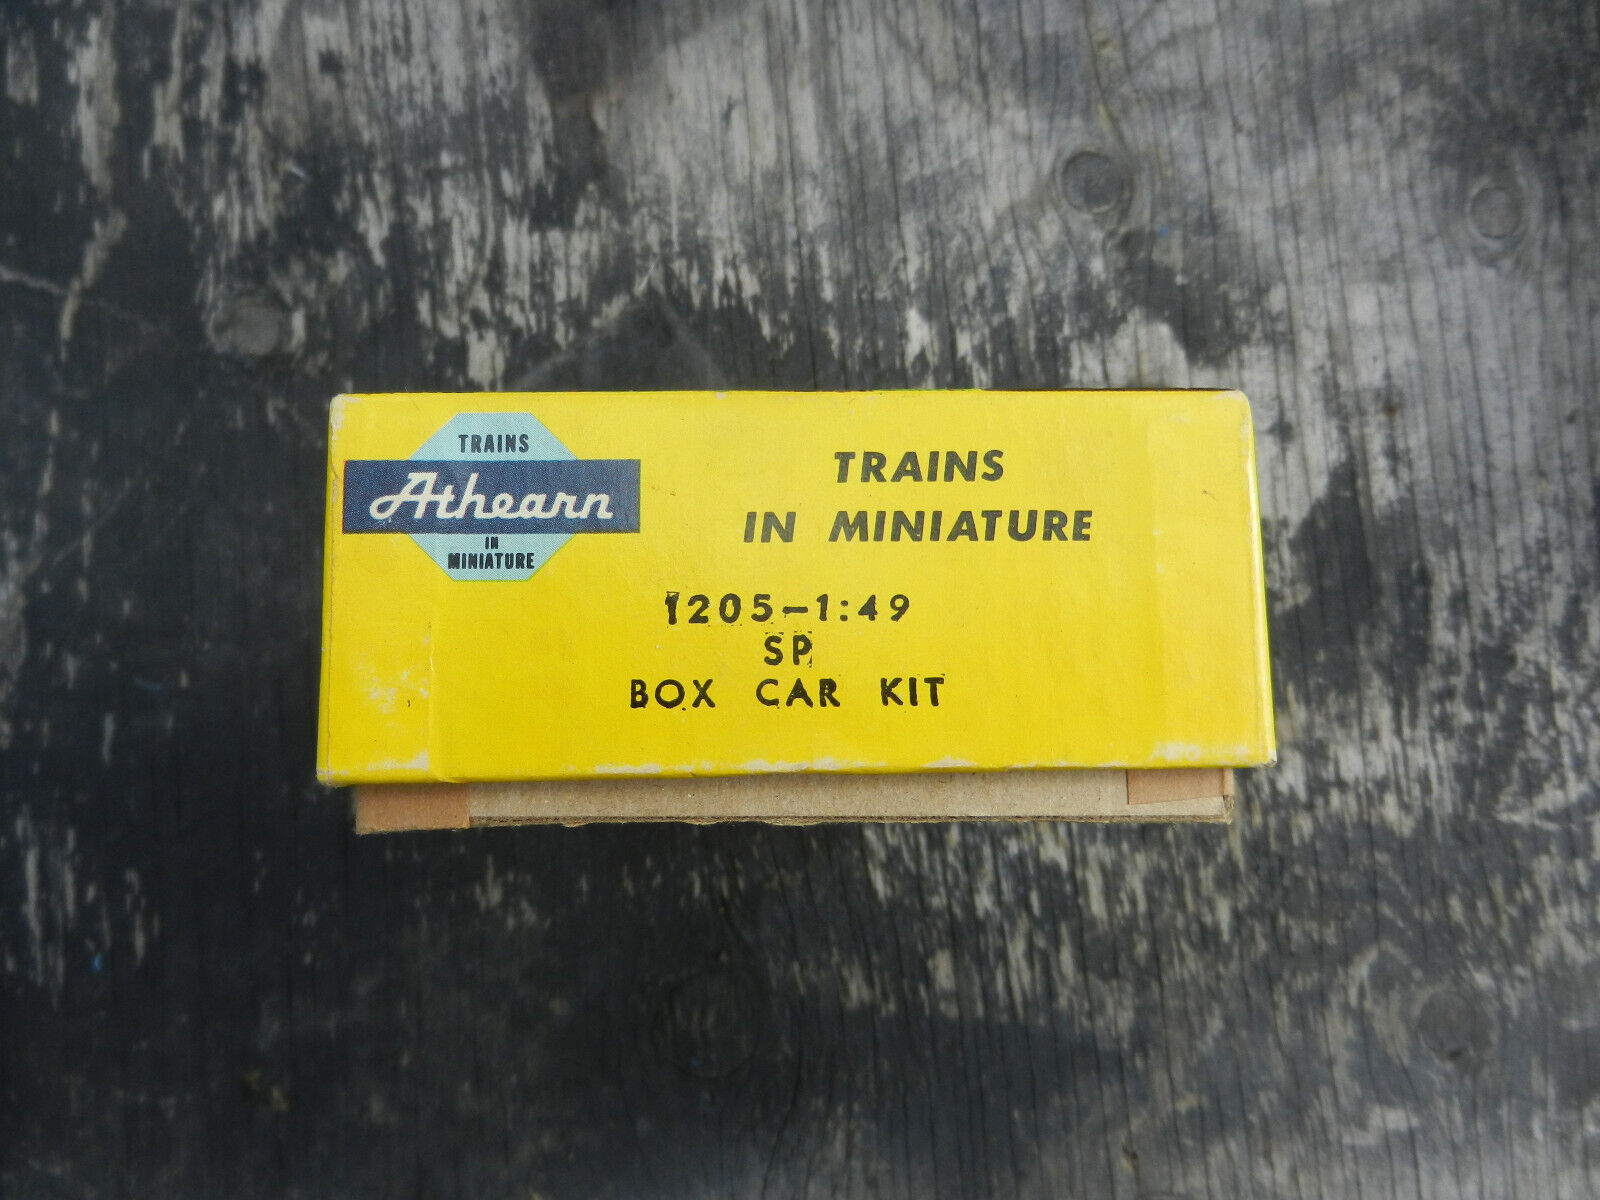 TRAINS
Athearn
IN
MINIATURE
TRAINS
IN MINIATURE
1205-1:49
SP
BOX CAR KIT